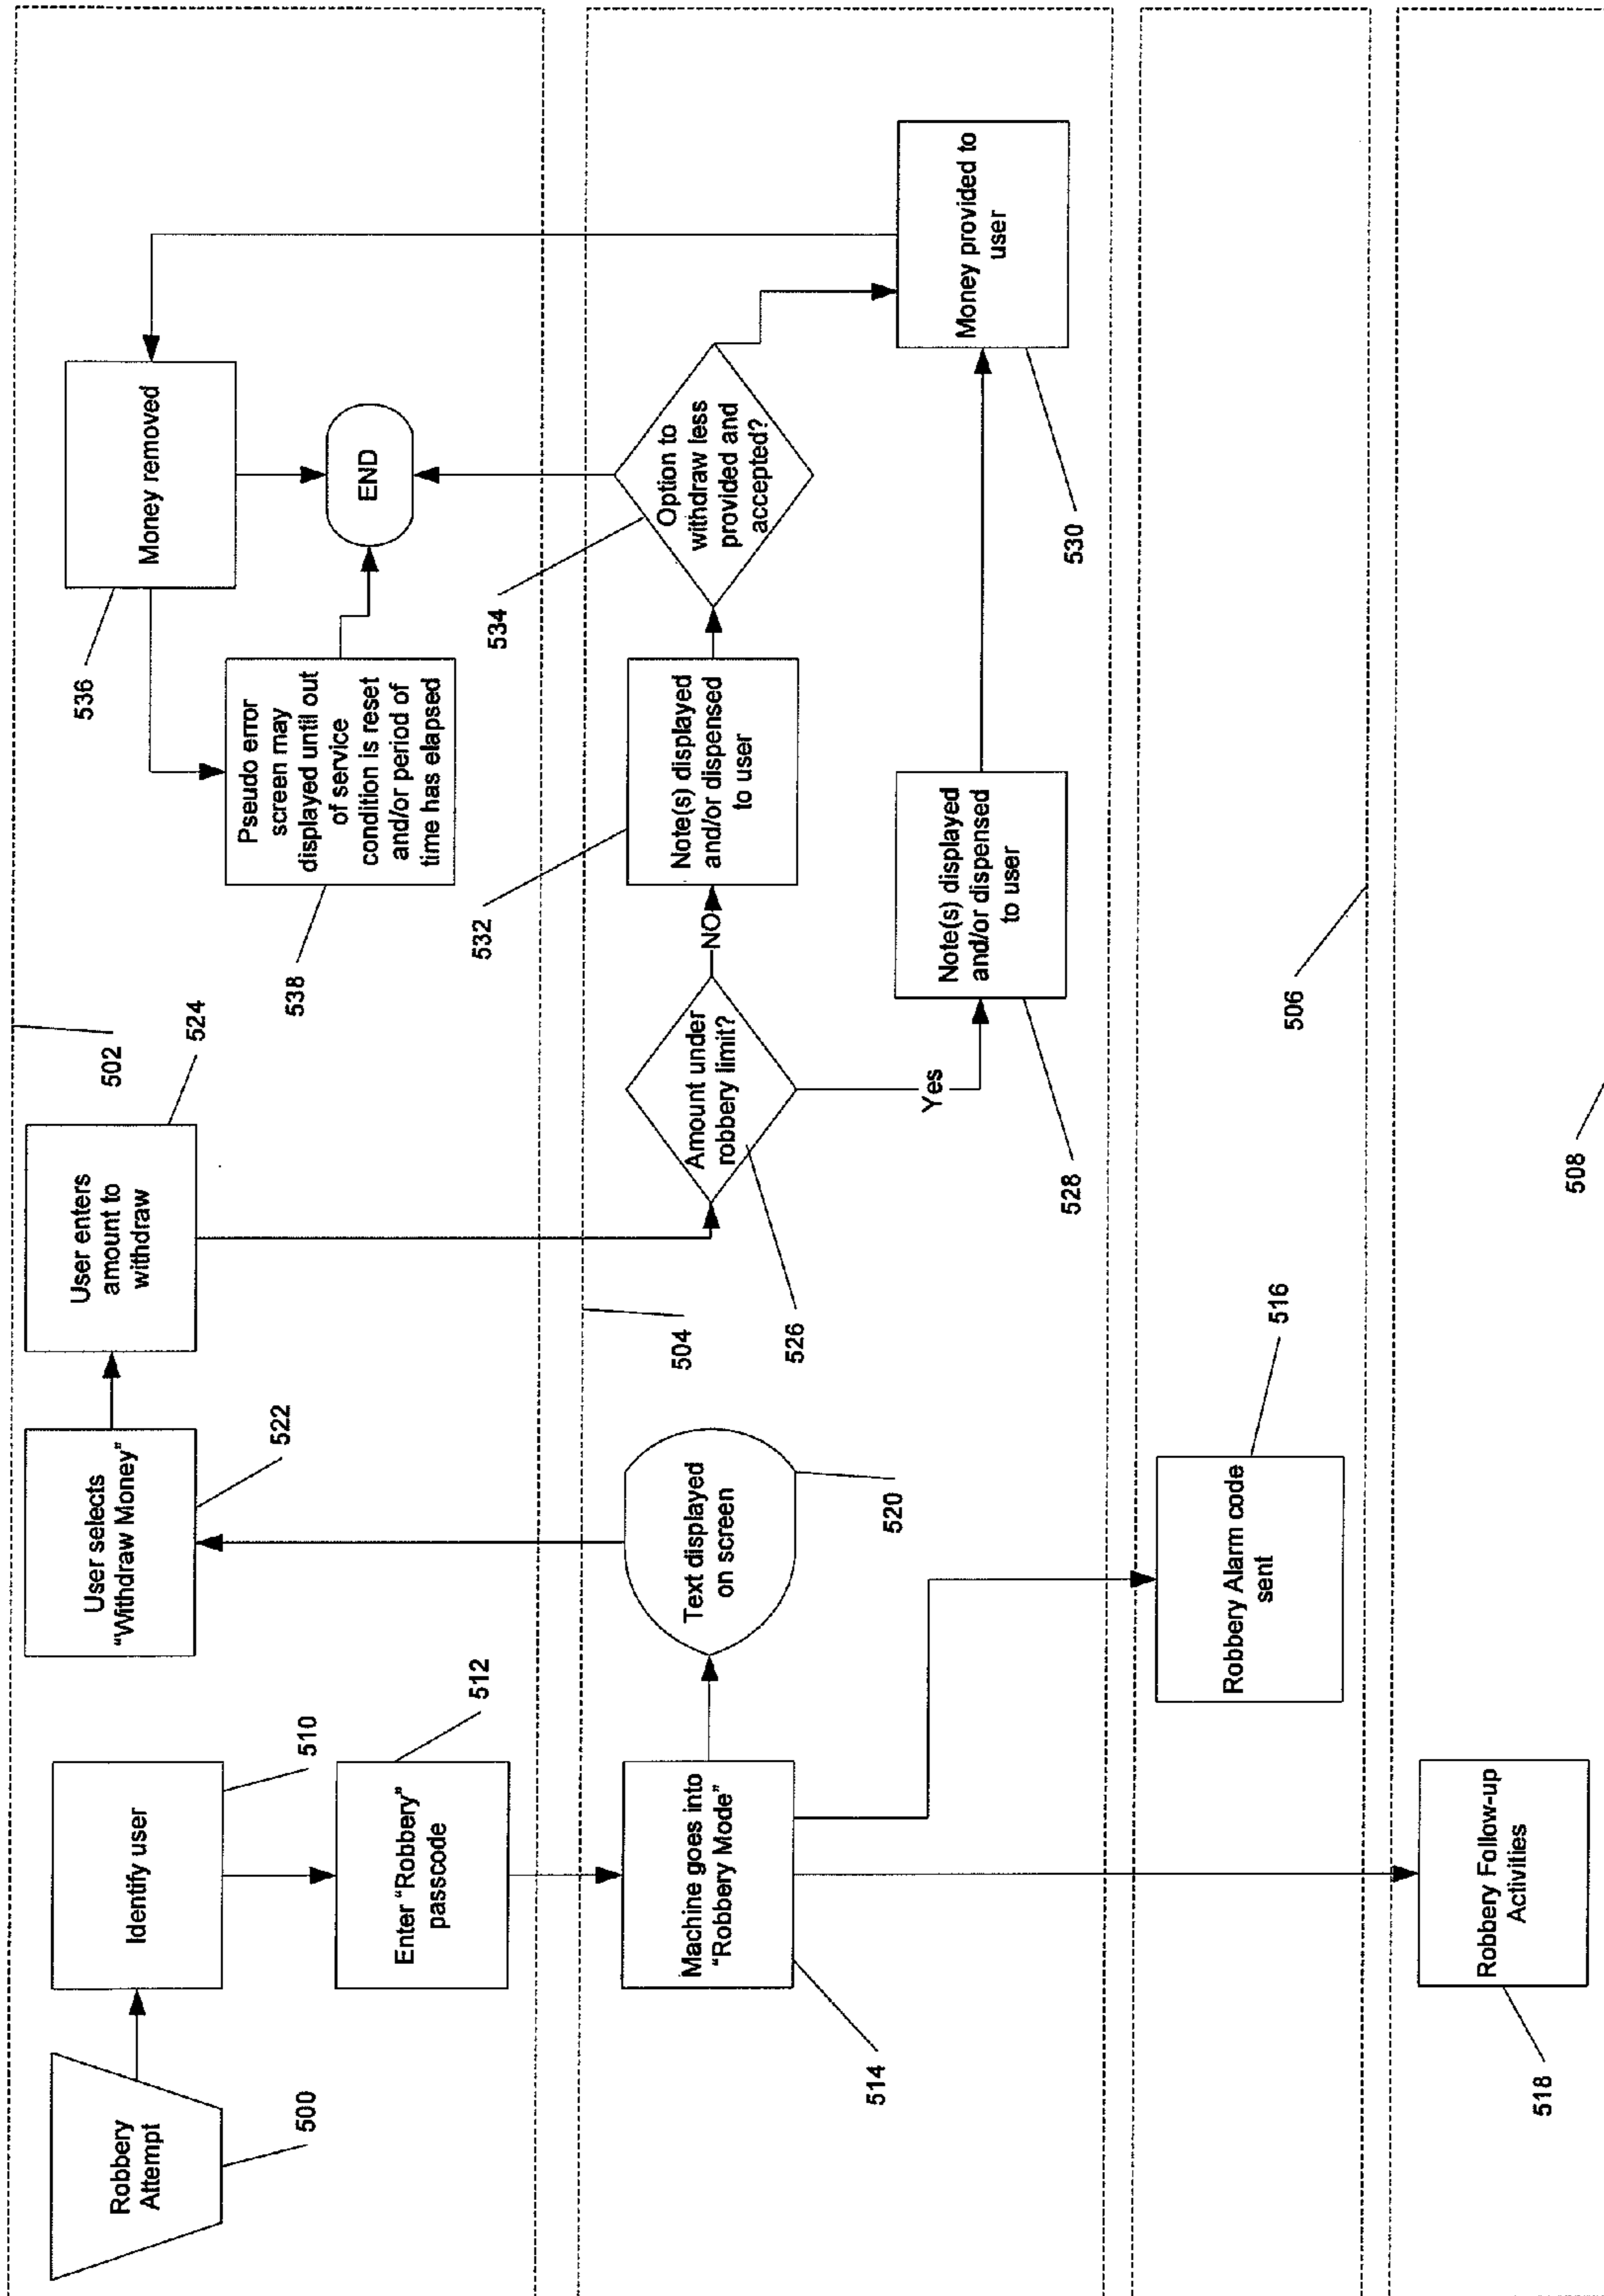 Robbery
Attempt
500
Identify user
510
Enter “Robbery”
passcode
512
User selects
“Withdraw Money”
522
User enters
amount to
withdraw
524
502
Money removed
536
Pseudo error
screen may
displayed until out
of service
condition is reset
and/or period of
time has elapsed
538
END
Machine goes into
“Robbery Mode”
514
Text displayed
on screen
520
504
Amount under
robbery limit?
526
NO
Yes
Note(s) displayed
and/or dispensed
to user
532
Option to
withdraw less
provided and
accepted?
534
Note(s) displayed
and/or dispensed
to user
528
Money provided to
user
530
Robbery Alarm code
sent
516
506
Robbery Follow-up
Activities
518
508